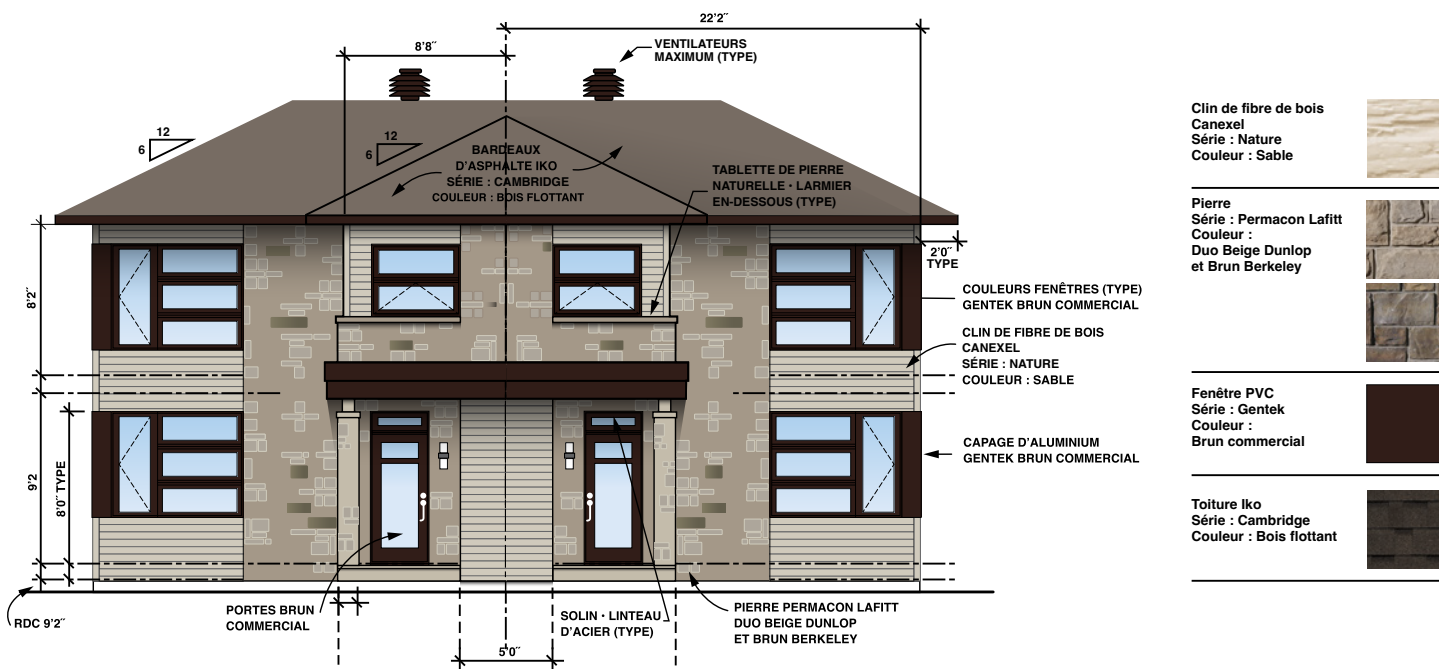 22'2"
8'8"
VENTILATEURS
MAXIMUM (TYPE)
12
6
12
6
BARDEAUX
D'ASPHALTE IKO
SÉRIE : CAMBRIDGE
COULEUR : BOIS FLOTTANT
TABLETTE DE PIERRE
NATURELLE • LARMIER
EN-DESSOUS (TYPE)
2'0"
TYPE
8'2"
COULEURS FENÊTRES (TYPE)
GENTEK BRUN COMMERCIAL
CLIN DE FIBRE DE BOIS
CANEXEL
SÉRIE : NATURE
COULEUR : SABLE
9'2
8'0" TYPE
CAPAGE D'ALUMINIUM
GENTEK BRUN COMMERCIAL
RDC 9'2"
PORTES BRUN
COMMERCIAL
5'0"
SOLIN • LINTEAU
D'ACIER (TYPE)
PIERRE PERMACON LAFITT
DUO BEIGE DUNLOP
ET BRUN BERKELEY
Clin de fibre de bois
Canexel
Série : Nature
Couleur : Sable
Pierre
Série : Permacon Lafitt
Couleur :
Duo Beige Dunlop
et Brun Berkeley
Fenêtre PVC
Série : Gentek
Couleur :
Brun commercial
Toiture Iko
Série : Cambridge
Couleur : Bois flottant